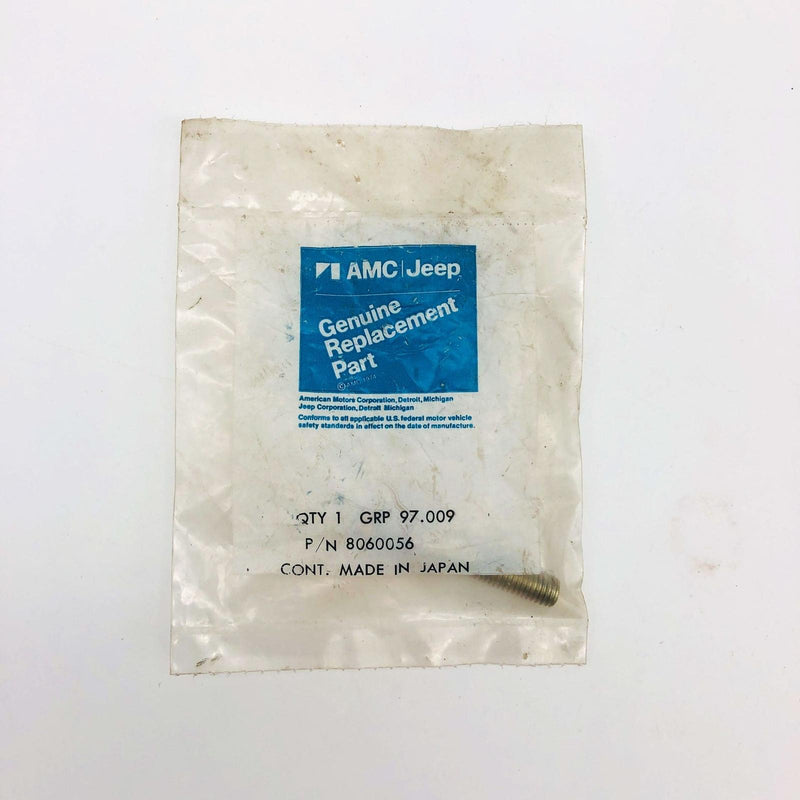 AMC|Jeep
Genuine
Replacement
Part
©AMC 1974
American Motors Corporation, Detroit, Michigan
Jeep Corporation, Detroit Michigan
Conforms to all applicable U.S. federal motor vehicle
safety standards in affect on the date of manufacture.
QTY 1 GRP 97.009
P/N 8060056
CONT. MADE IN JAPAN